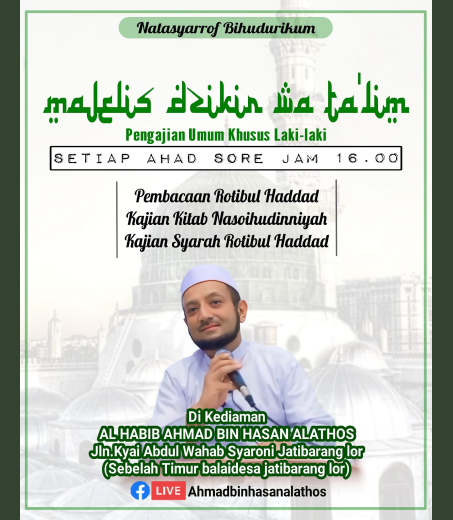 Natasyarrof Bihudurikum
majelis dzikir wa ta'lim
Pengajian Umum Khusus Laki-laki
SETIAP AHAD SORE JAM 16.00
Pembacaan Rotibul Haddad
Kajian Kitab Nasoihudinniyah
Kajian Syarah Rotibul Haddad
Di Kediaman
AL HABIB AHMAD BIN HASAN ALATHOS
Jln.Kyai Abdul Wahab Syaroni Jatibarang lor
(Sebelah Timur balaidesa jatibarang lor)
LIVE Ahmadbinhasanalathos